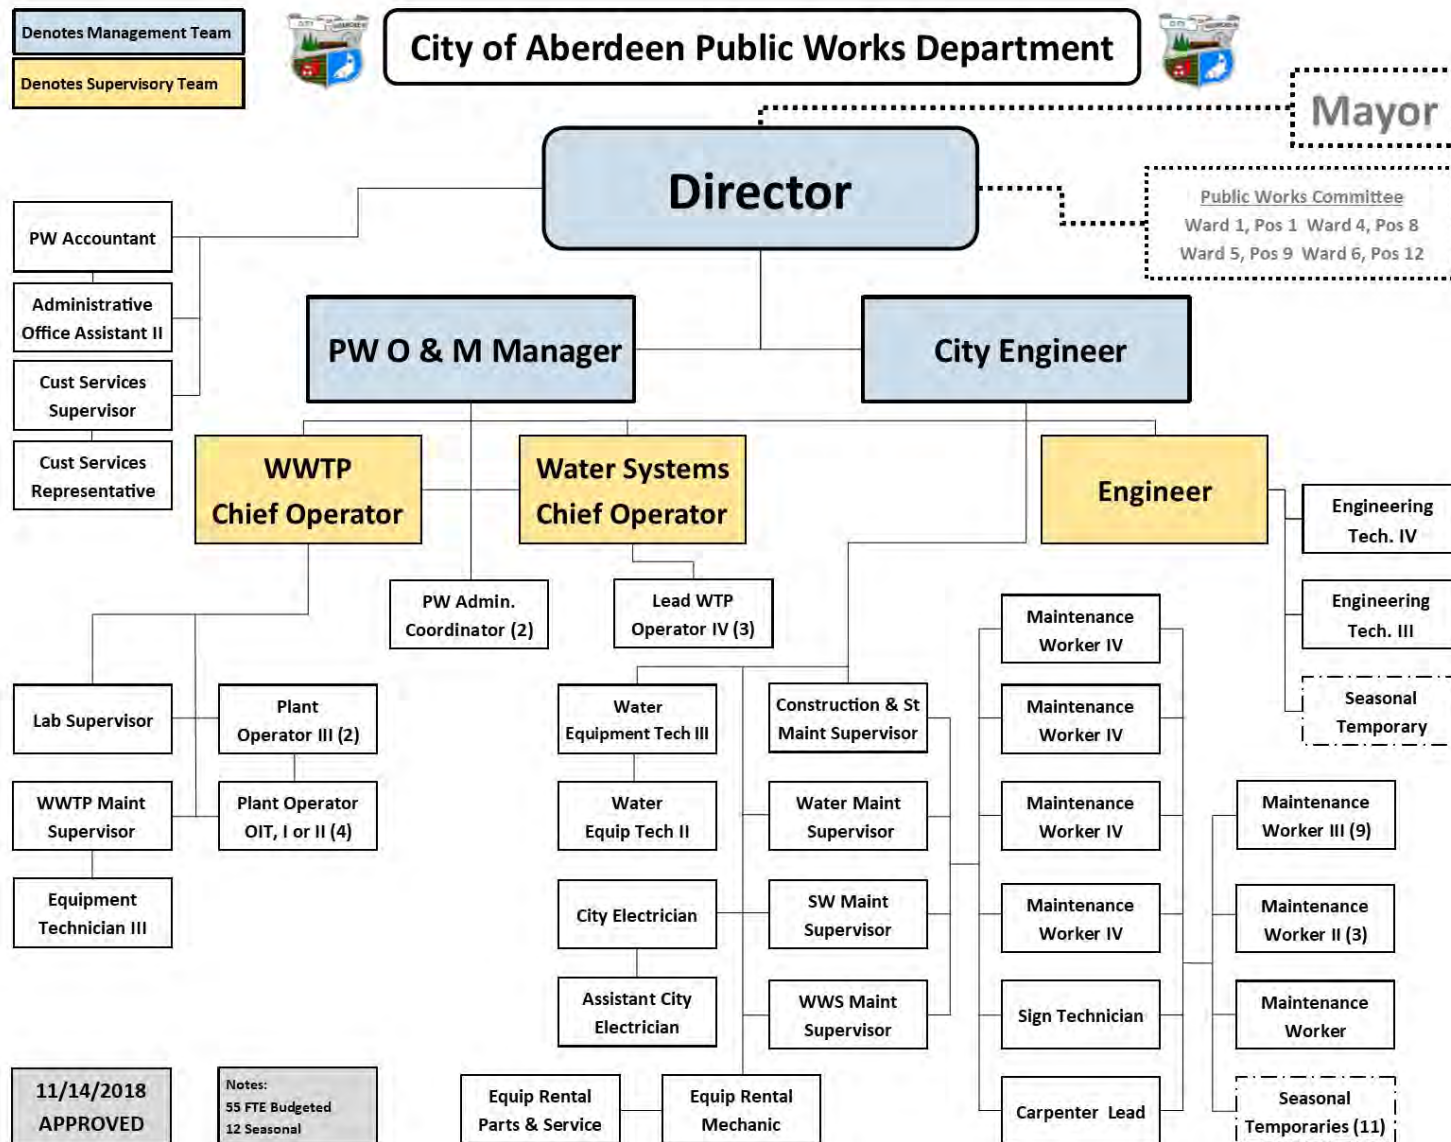 Denotes Management Team
Denotes Supervisory Team
City of Aberdeen Public Works Department
Mayor
Director
Public Works Committee
Ward 1, Pos 1 Ward 4, Pos 8
Ward 5, Pos 9 Ward 6, Pos 12
PW Accountant
Administrative
Office Assistant II
Cust Services
Supervisor
Cust Services
Representative
PW O & M Manager
City Engineer
WWTP
Chief Operator
Water Systems
Chief Operator
Engineer
Engineering
Tech. IV
Engineering
Tech. III
Seasonal
Temporary
PW Admin.
Coordinator (2)
Lead WTP
Operator IV (3)
Lab Supervisor
Plant
Operator III (2)
WWTP Maint
Supervisor
Plant Operator
OIT, I or II (4)
Equipment
Technician III
Water
Equipment Tech III
Water
Equip Tech II
City Electrician
Assistant City
Electrician
Construction & St
Maint Supervisor
Water Maint
Supervisor
SW Maint
Supervisor
WWS Maint
Supervisor
Equip Rental
Parts & Service
Equip Rental
Mechanic
Maintenance
Worker IV
Maintenance
Worker IV
Maintenance
Worker IV
Maintenance
Worker IV
Sign Technician
Carpenter Lead
Maintenance
Worker III (9)
Maintenance
Worker II (3)
Maintenance
Worker
Seasonal
Temporaries (11)
11/14/2018
APPROVED
Notes:
55 FTE Budgeted
12 Seasonal